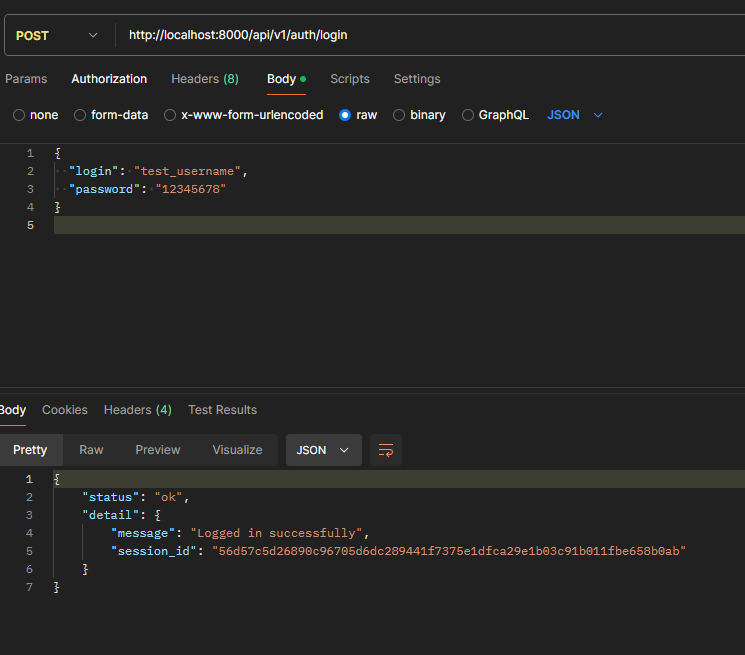 POST http://localhost:8000/api/v1/auth/login
Params Authorization Headers (8) Body Scripts Settings
none form-data x-www-form-urlencoded raw binary GraphQL JSON
1 {
2 "login": "test_username",
3 "password": "12345678"
4 }
5
Body Cookies Headers (4) Test Results
Pretty Raw Preview Visualize JSON
1 {
2 "status": "ok",
3 "detail": {
4 "message": "Logged in successfully",
5 "session_id": "56d57c5d26890c96705d6dc289441f7375e1dfca29e1b03c91b011fbe658b0ab"
6 }
7 }